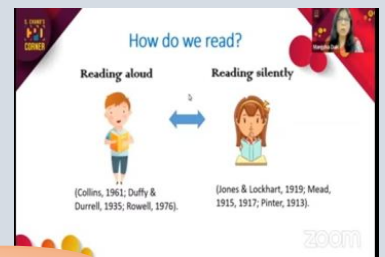 S. CHAND'S
CORNER
How do we read?
Reading aloud
Reading silently
(Collins, 1961; Duffy &
Durrell, 1935; Rowell, 1976).
(Jones & Lockhart, 1919; Mead,
1915, 1917; Pinter, 1913).
zoom